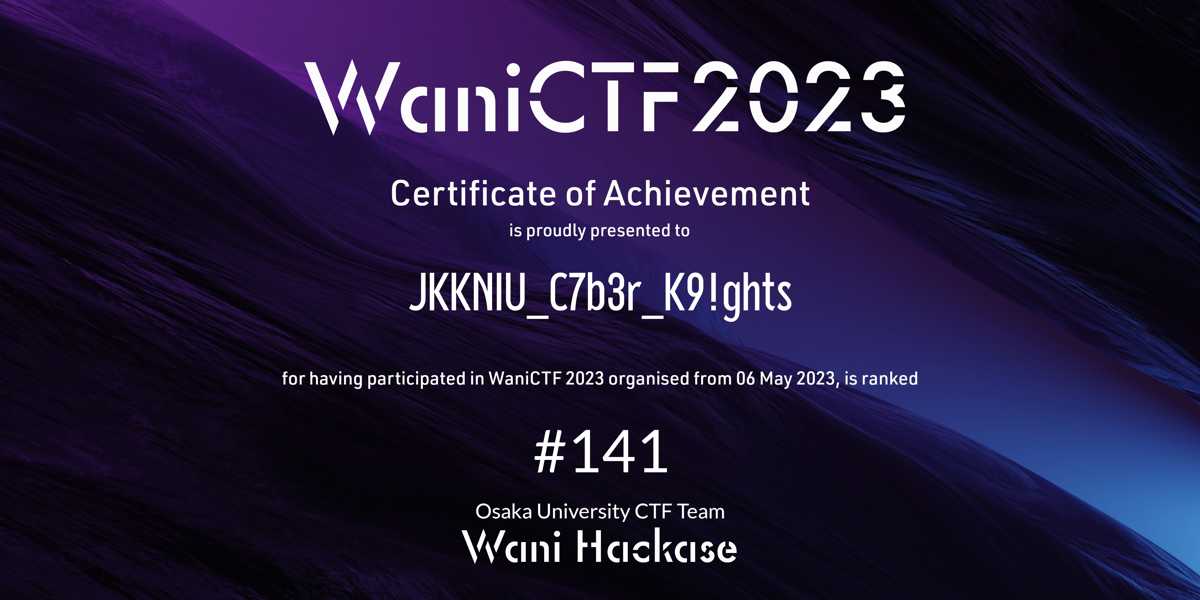 WaniCTF2023
Certificate of Achievement
is proudly presented to
JKKNIU_C7b3r_K9!ghts
for having participated in WaniCTF 2023 organised from 06 May 2023, is ranked
#141
Osaka University CTF Team
Wani Hackase